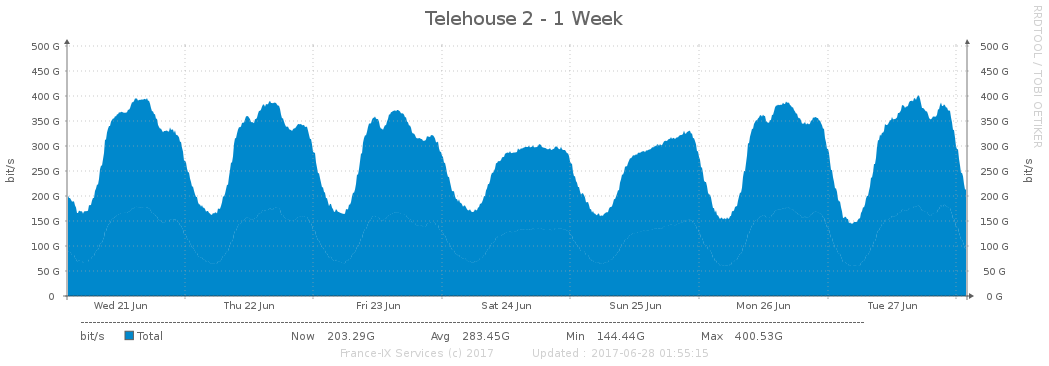 Telehouse 2 - 1 Week
RRDTOOL / TOBI OETIKER
500 G 500 G
450 G 450 G
400 G 400 G
350 G 350 G
300 G 300 G
250 G 250 G
200 G 200 G
150 G 150 G
100 G 100 G
50 G 50 G
0 0 G
bit/s
bit/s
Wed 21 Jun Thu 22 Jun Fri 23 Jun Sat 24 Jun Sun 25 Jun Mon 26 Jun Tue 27 Jun
bit/s Total Now 203.29G Avg 283.45G Min 144.44G Max 400.53G
France-IX Services (c) 2017 Updated : 2017-06-28 01:55:15